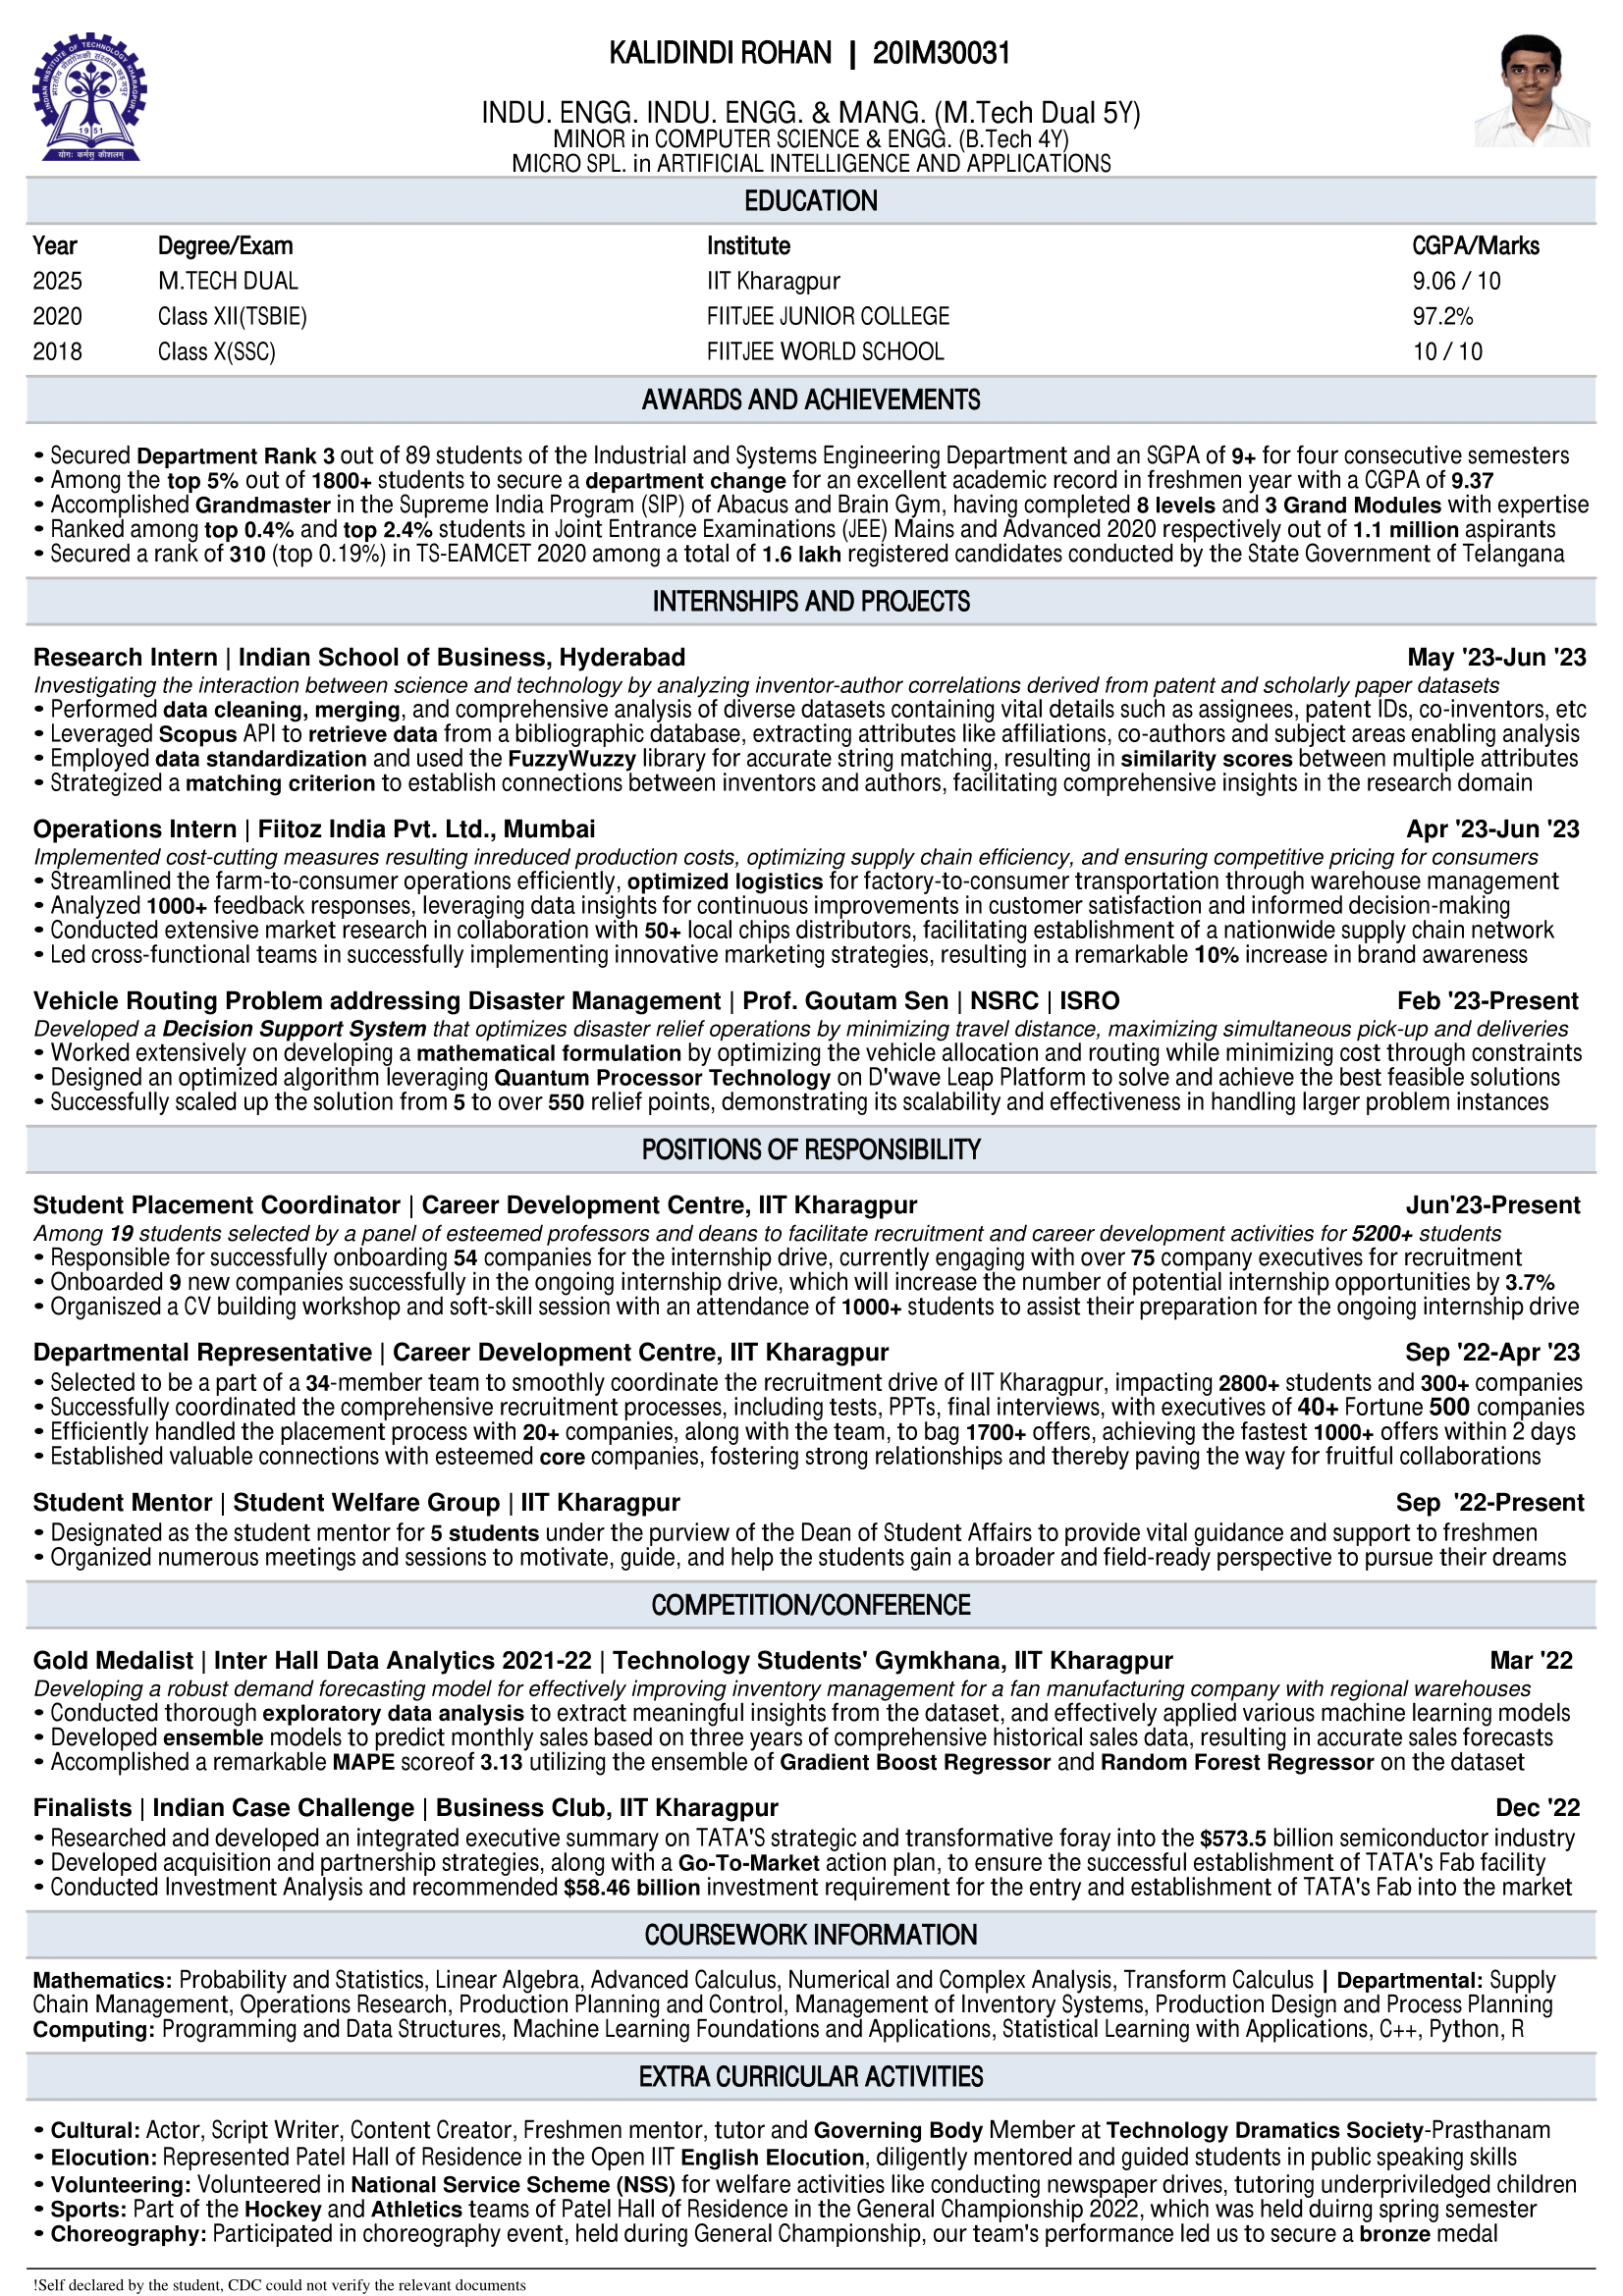 INDIAN INSTITUTE OF TECHNOLOGY KHARAGPUR
भारतीय प्रौद्योगिकी संस्थान खड़गपुर
1951
योगः कर्मसु कौशलम्
KALIDINDI ROHAN | 20IM30031
INDU. ENGG. INDU. ENGG. & MANG. (M.Tech Dual 5Y)
MINOR in COMPUTER SCIENCE & ENGG. (B.Tech 4Y)
MICRO SPL. in ARTIFICIAL INTELLIGENCE AND APPLICATIONS
EDUCATION
Year Degree/Exam Institute CGPA/Marks
2025 M.TECH DUAL IIT Kharagpur 9.06 / 10
2020 Class XII(TSBIE) FIITJEE JUNIOR COLLEGE 97.2%
2018 Class X(SSC) FIITJEE WORLD SCHOOL 10 / 10
AWARDS AND ACHIEVEMENTS
• Secured Department Rank 3 out of 89 students of the Industrial and Systems Engineering Department and an SGPA of 9+ for four consecutive semesters
• Among the top 5% out of 1800+ students to secure a department change for an excellent academic record in freshmen year with a CGPA of 9.37
• Accomplished Grandmaster in the Supreme India Program (SIP) of Abacus and Brain Gym, having completed 8 levels and 3 Grand Modules with expertise
• Ranked among top 0.4% and top 2.4% students in Joint Entrance Examinations (JEE) Mains and Advanced 2020 respectively out of 1.1 million aspirants
• Secured a rank of 310 (top 0.19%) in TS-EAMCET 2020 among a total of 1.6 lakh registered candidates conducted by the State Government of Telangana
INTERNSHIPS AND PROJECTS
Research Intern | Indian School of Business, Hyderabad May '23-Jun '23
Investigating the interaction between science and technology by analyzing inventor-author correlations derived from patent and scholarly paper datasets
• Performed data cleaning, merging, and comprehensive analysis of diverse datasets containing vital details such as assignees, patent IDs, co-inventors, etc
• Leveraged Scopus API to retrieve data from a bibliographic database, extracting attributes like affiliations, co-authors and subject areas enabling analysis
• Employed data standardization and used the FuzzyWuzzy library for accurate string matching, resulting in similarity scores between multiple attributes
• Strategized a matching criterion to establish connections between inventors and authors, facilitating comprehensive insights in the research domain
Operations Intern | Fiitoz India Pvt. Ltd., Mumbai Apr '23-Jun '23
Implemented cost-cutting measures resulting inreduced production costs, optimizing supply chain efficiency, and ensuring competitive pricing for consumers
• Streamlined the farm-to-consumer operations efficiently, optimized logistics for factory-to-consumer transportation through warehouse management
• Analyzed 1000+ feedback responses, leveraging data insights for continuous improvements in customer satisfaction and informed decision-making
• Conducted extensive market research in collaboration with 50+ local chips distributors, facilitating establishment of a nationwide supply chain network
• Led cross-functional teams in successfully implementing innovative marketing strategies, resulting in a remarkable 10% increase in brand awareness
Vehicle Routing Problem addressing Disaster Management | Prof. Goutam Sen | NSRC | ISRO Feb '23-Present
Developed a Decision Support System that optimizes disaster relief operations by minimizing travel distance, maximizing simultaneous pick-up and deliveries
• Worked extensively on developing a mathematical formulation by optimizing the vehicle allocation and routing while minimizing cost through constraints
• Designed an optimized algorithm leveraging Quantum Processor Technology on D'wave Leap Platform to solve and achieve the best feasible solutions
• Successfully scaled up the solution from 5 to over 550 relief points, demonstrating its scalability and effectiveness in handling larger problem instances
POSITIONS OF RESPONSIBILITY
Student Placement Coordinator | Career Development Centre, IIT Kharagpur Jun'23-Present
Among 19 students selected by a panel of esteemed professors and deans to facilitate recruitment and career development activities for 5200+ students
• Responsible for successfully onboarding 54 companies for the internship drive, currently engaging with over 75 company executives for recruitment
• Onboarded 9 new companies successfully in the ongoing internship drive, which will increase the number of potential internship opportunities by 3.7%
• Organiszed a CV building workshop and soft-skill session with an attendance of 1000+ students to assist their preparation for the ongoing internship drive
Departmental Representative | Career Development Centre, IIT Kharagpur Sep '22-Apr '23
• Selected to be a part of a 34-member team to smoothly coordinate the recruitment drive of IIT Kharagpur, impacting 2800+ students and 300+ companies
• Successfully coordinated the comprehensive recruitment processes, including tests, PPTs, final interviews, with executives of 40+ Fortune 500 companies
• Efficiently handled the placement process with 20+ companies, along with the team, to bag 1700+ offers, achieving the fastest 1000+ offers within 2 days
• Established valuable connections with esteemed core companies, fostering strong relationships and thereby paving the way for fruitful collaborations
Student Mentor | Student Welfare Group | IIT Kharagpur Sep '22-Present
• Designated as the student mentor for 5 students under the purview of the Dean of Student Affairs to provide vital guidance and support to freshmen
• Organized numerous meetings and sessions to motivate, guide, and help the students gain a broader and field-ready perspective to pursue their dreams
COMPETITION/CONFERENCE
Gold Medalist | Inter Hall Data Analytics 2021-22 | Technology Students' Gymkhana, IIT Kharagpur Mar '22
Developing a robust demand forecasting model for effectively improving inventory management for a fan manufacturing company with regional warehouses
• Conducted thorough exploratory data analysis to extract meaningful insights from the dataset, and effectively applied various machine learning models
• Developed ensemble models to predict monthly sales based on three years of comprehensive historical sales data, resulting in accurate sales forecasts
• Accomplished a remarkable MAPE scoreof 3.13 utilizing the ensemble of Gradient Boost Regressor and Random Forest Regressor on the dataset
Finalists | Indian Case Challenge | Business Club, IIT Kharagpur Dec '22
• Researched and developed an integrated executive summary on TATA'S strategic and transformative foray into the $573.5 billion semiconductor industry
• Developed acquisition and partnership strategies, along with a Go-To-Market action plan, to ensure the successful establishment of TATA's Fab facility
• Conducted Investment Analysis and recommended $58.46 billion investment requirement for the entry and establishment of TATA's Fab into the market
COURSEWORK INFORMATION
Mathematics: Probability and Statistics, Linear Algebra, Advanced Calculus, Numerical and Complex Analysis, Transform Calculus | Departmental: Supply
Chain Management, Operations Research, Production Planning and Control, Management of Inventory Systems, Production Design and Process Planning
Computing: Programming and Data Structures, Machine Learning Foundations and Applications, Statistical Learning with Applications, C++, Python, R
EXTRA CURRICULAR ACTIVITIES
• Cultural: Actor, Script Writer, Content Creator, Freshmen mentor, tutor and Governing Body Member at Technology Dramatics Society-Prasthanam
• Elocution: Represented Patel Hall of Residence in the Open IIT English Elocution, diligently mentored and guided students in public speaking skills
• Volunteering: Volunteered in National Service Scheme (NSS) for welfare activities like conducting newspaper drives, tutoring underpriviledged children
• Sports: Part of the Hockey and Athletics teams of Patel Hall of Residence in the General Championship 2022, which was held duirng spring semester
• Choreography: Participated in choreography event, held during General Championship, our team's performance led us to secure a bronze medal
!Self declared by the student, CDC could not verify the relevant documents